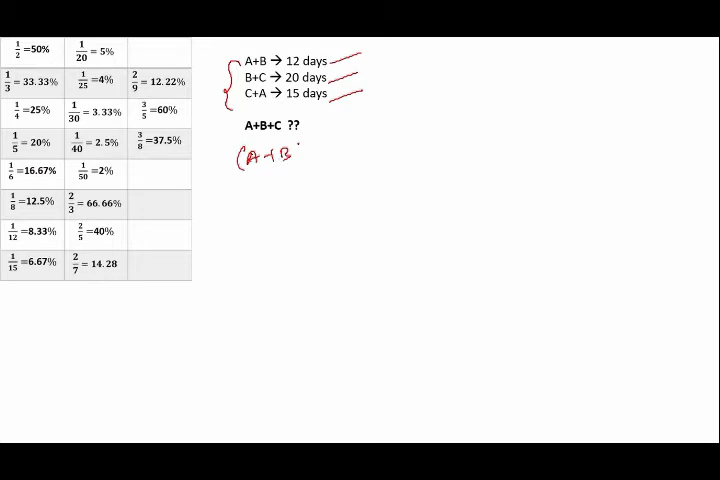 1/2 =50% 1/20 = 5%
1/3 = 33.33% 1/25 =4% 2/9 = 12.22%
1/4 = 25% 1/30 = 3.33% 3/5 = 60%
1/5 = 20% 1/40 = 2.5% 3/8 = 37.5%
1/6 =16.67% 1/50 =2%
1/8 =12.5% 2/3 = 66.66%
1/12 =8.33% 2/5 =40%
1/15 =6.67% 2/7 = 14.28
A+B → 12 days
B+C → 20 days
C+A → 15 days
A+B+C ??
(A+B